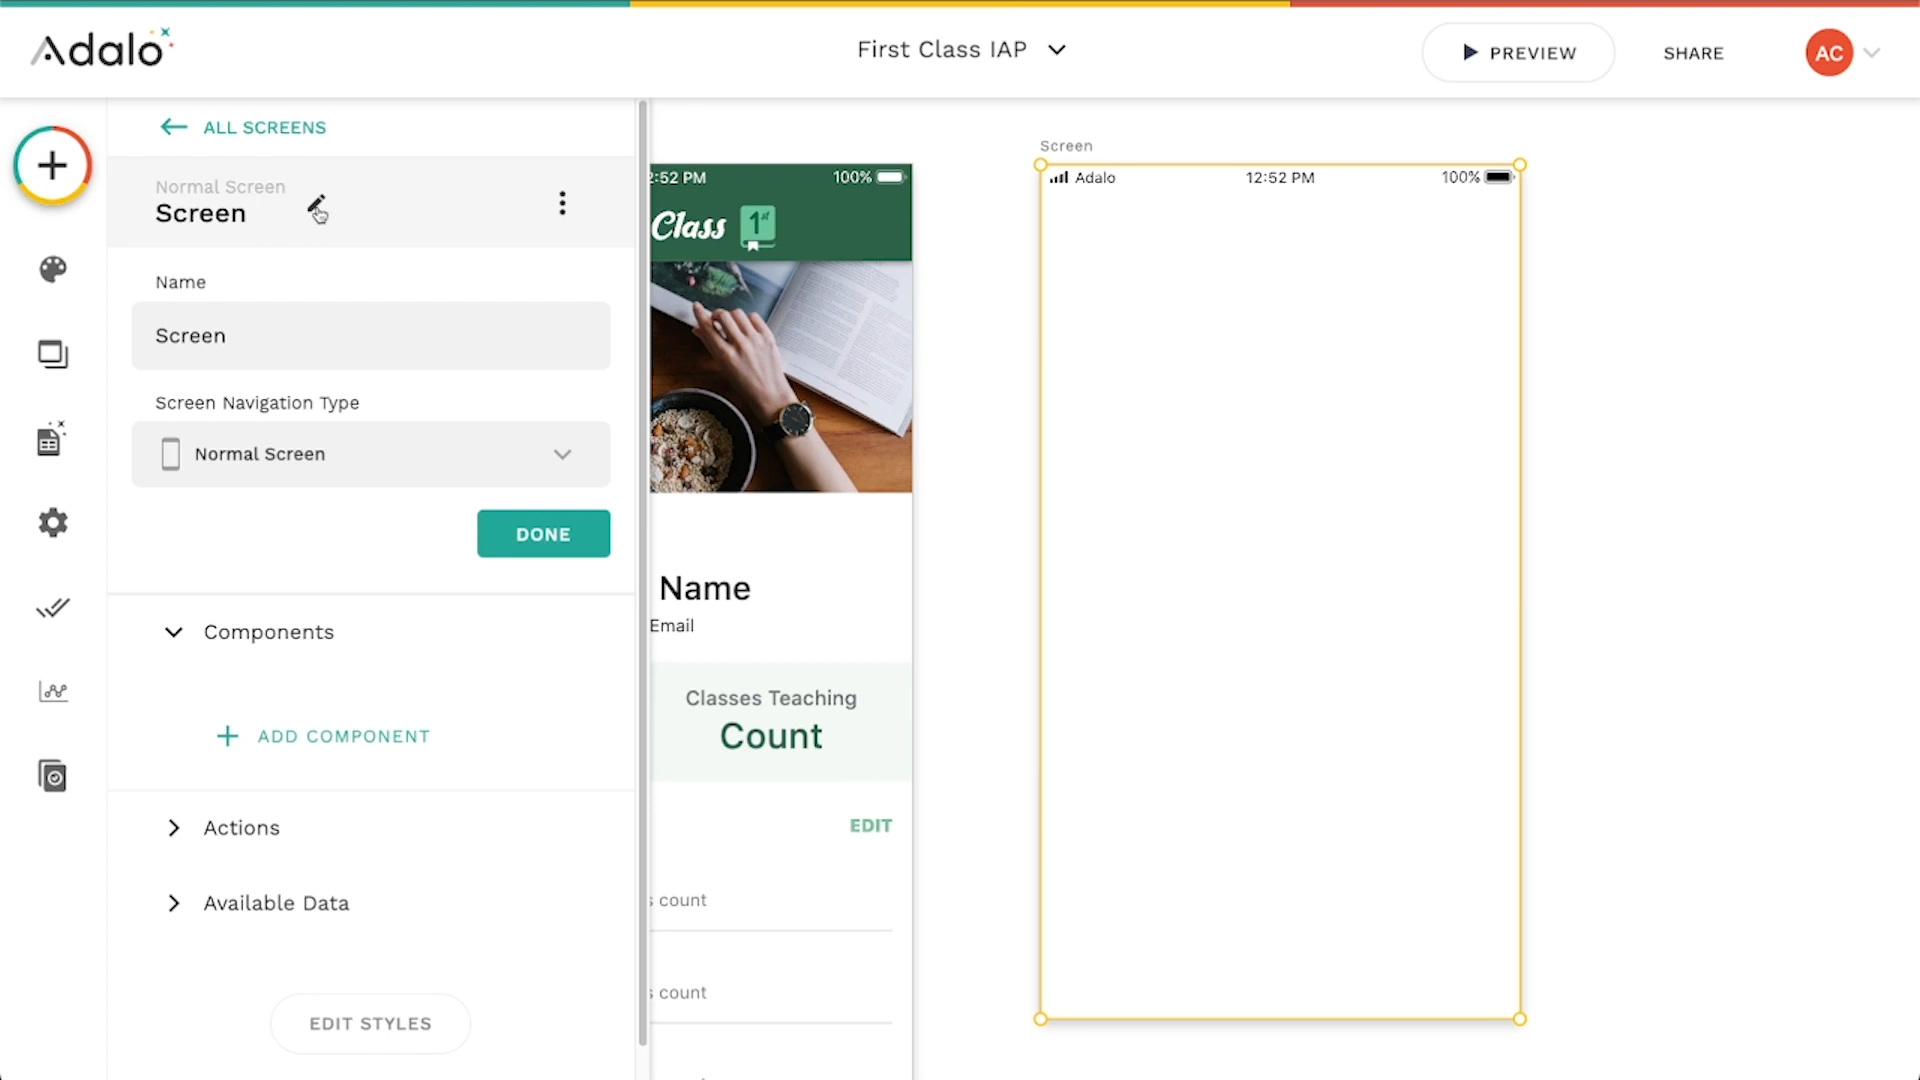 Adalo
First Class IAP
PREVIEW
SHARE
AC
ALL SCREENS
Normal Screen
Screen
Name
Screen
Screen Navigation Type
Normal Screen
DONE
Components
ADD COMPONENT
Actions
Available Data
EDIT STYLES
2:52 PM
100%
Class
1st
Name
Email
Classes Teaching
Count
EDIT
s count
s count
Screen
Adalo
12:52 PM
100%